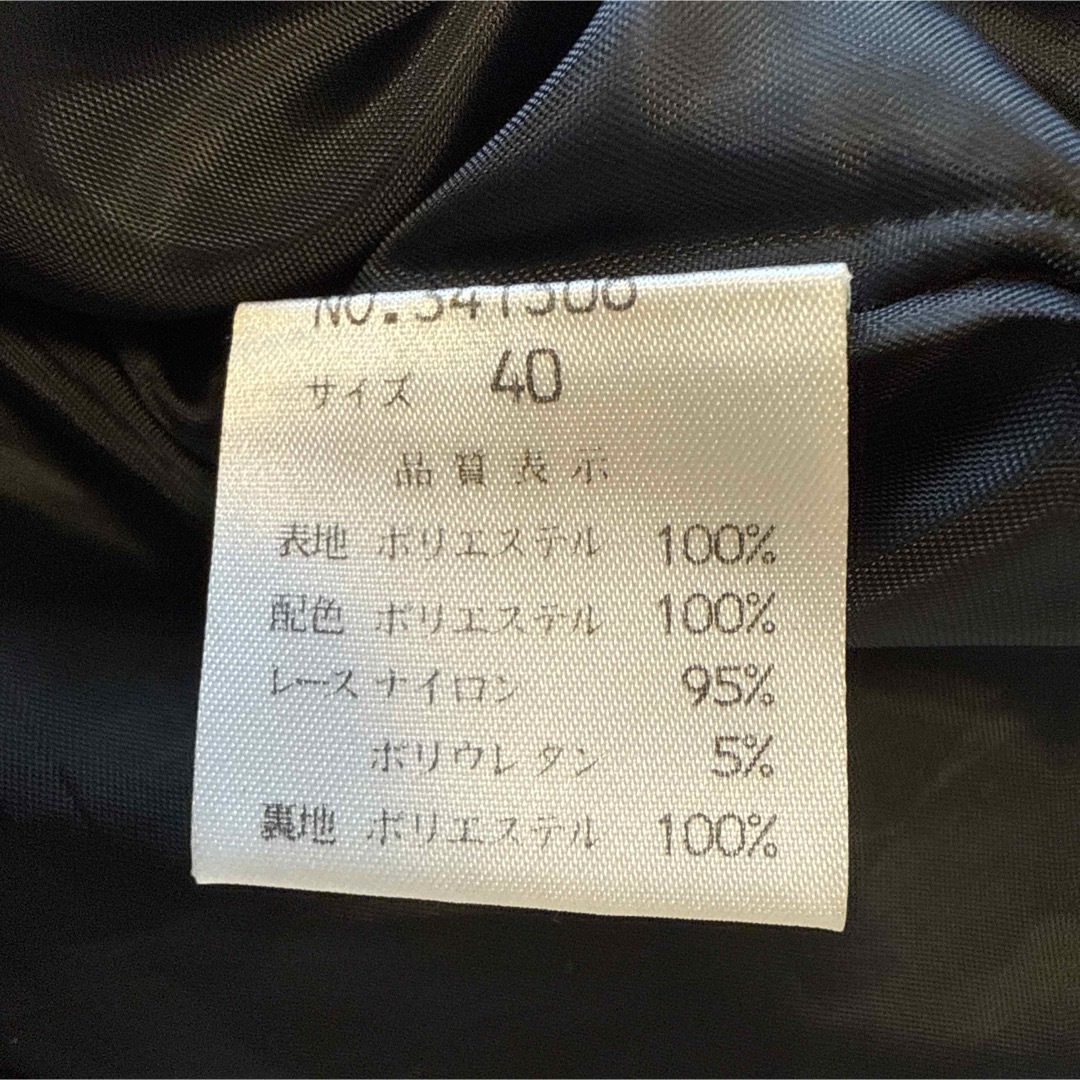 サイズ 40
品質表示
表地 ポリエステル 100%
配色 ポリエステル 100%
レース ナイロン 95%
ポリウレタン 5%
裏地 ポリエステル 100%